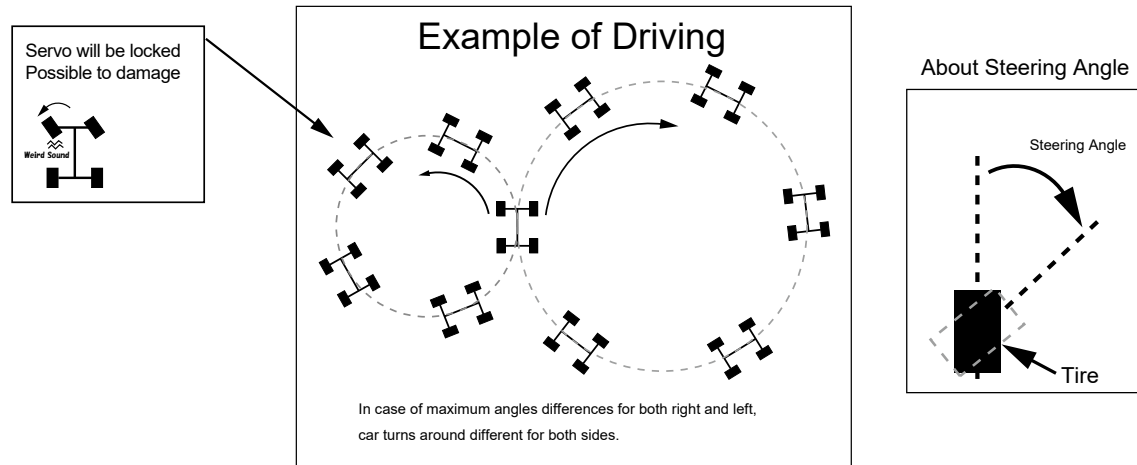 Servo will be locked
Possible to damage
Weird Sound
Example of Driving
In case of maximum angles differences for both right and left,
car turns around different for both sides.
About Steering Angle
Steering Angle
Tire